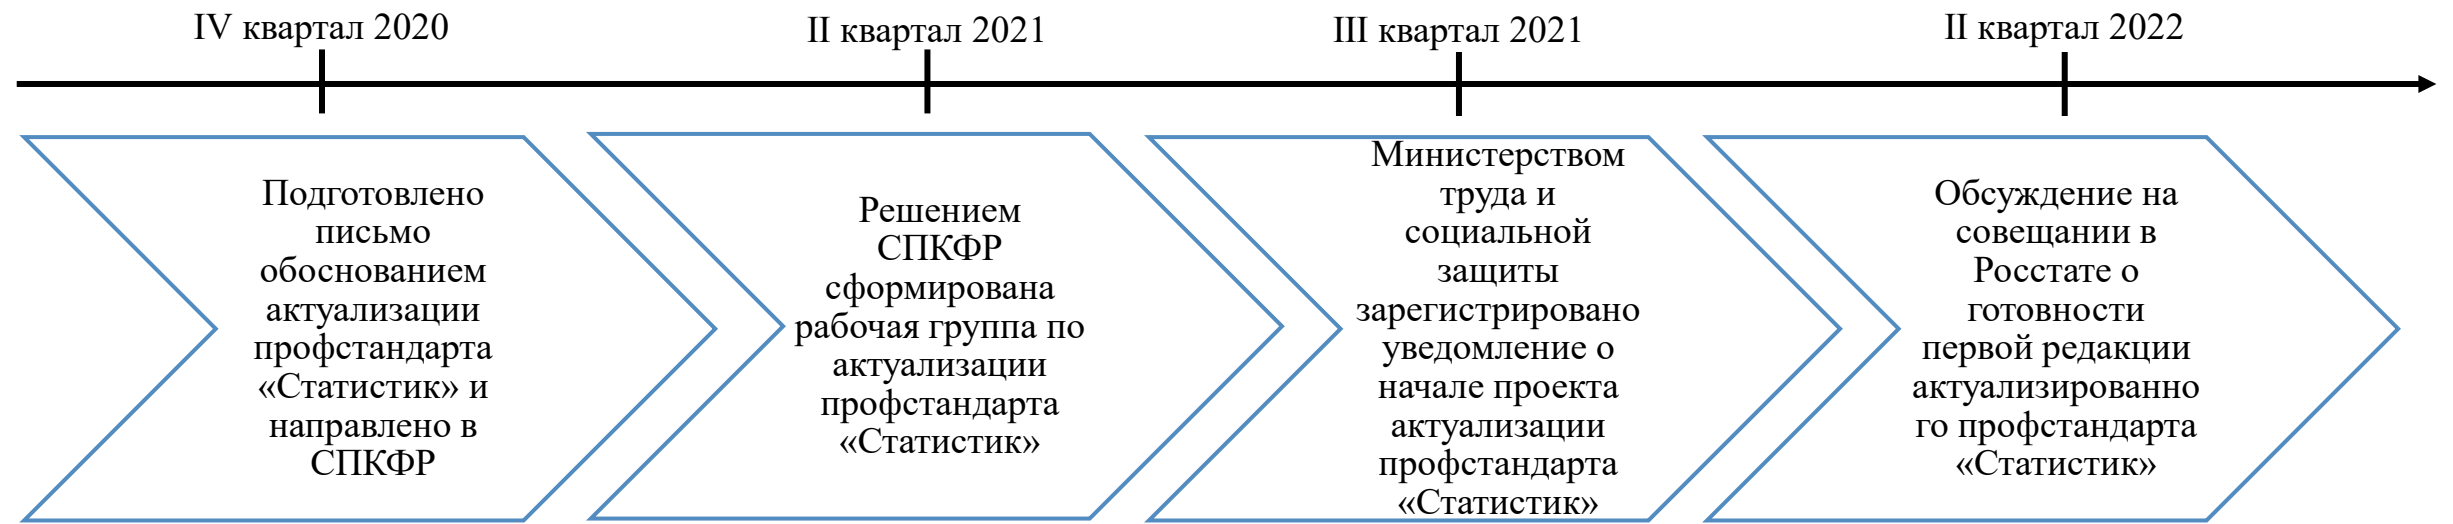 IV квартал 2020
II квартал 2021
III квартал 2021
II квартал 2022
Подготовлено
письмо
обоснованием
актуализации
профстандарта
«Статистик» и
направлено в
СПКФР
Решением
СПКФР
сформирована
рабочая группа по
актуализации
профстандарта
«Статистик»
Министерством
труда и
социальной
защиты
зарегистрировано
уведомление о
начале проекта
актуализации
профстандарта
«Статистик»
Обсуждение на
совещании в
Росстате о
готовности
первой редакции
актуализированно
го профстандарта
«Статистик»